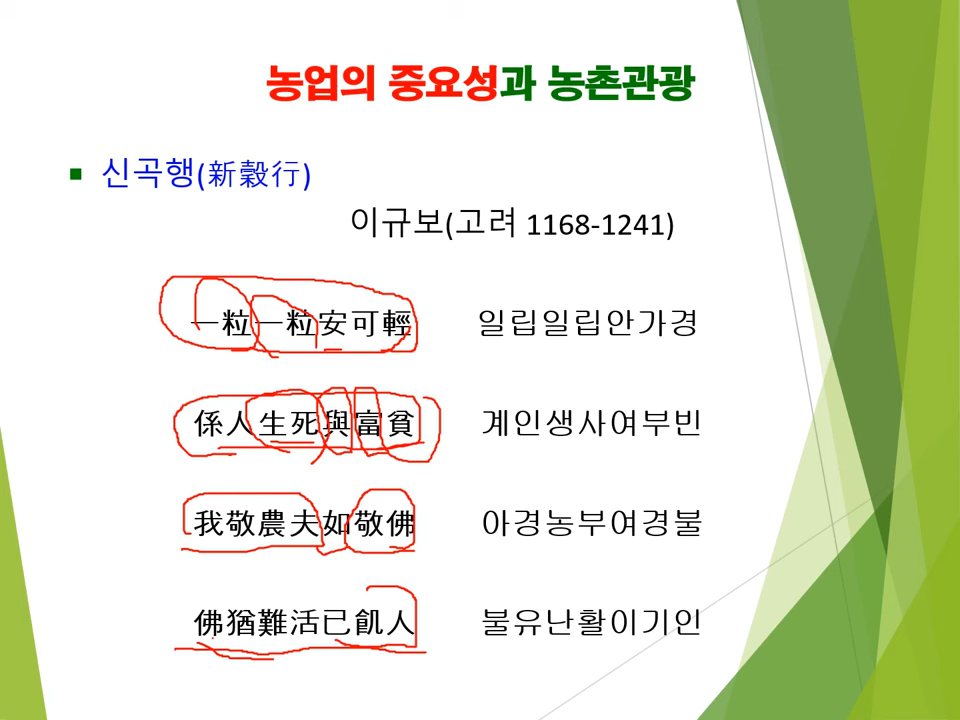 농업의 중요성과 농촌관광
신곡행(新穀行)
이규보(고려 1168-1241)
一粒一粒安可輕 일립일립안가경
係人生死與富貧 계인생사여부빈
我敬農夫如敬佛 아경농부여경불
佛猶難活已飢人 불유난활이기인